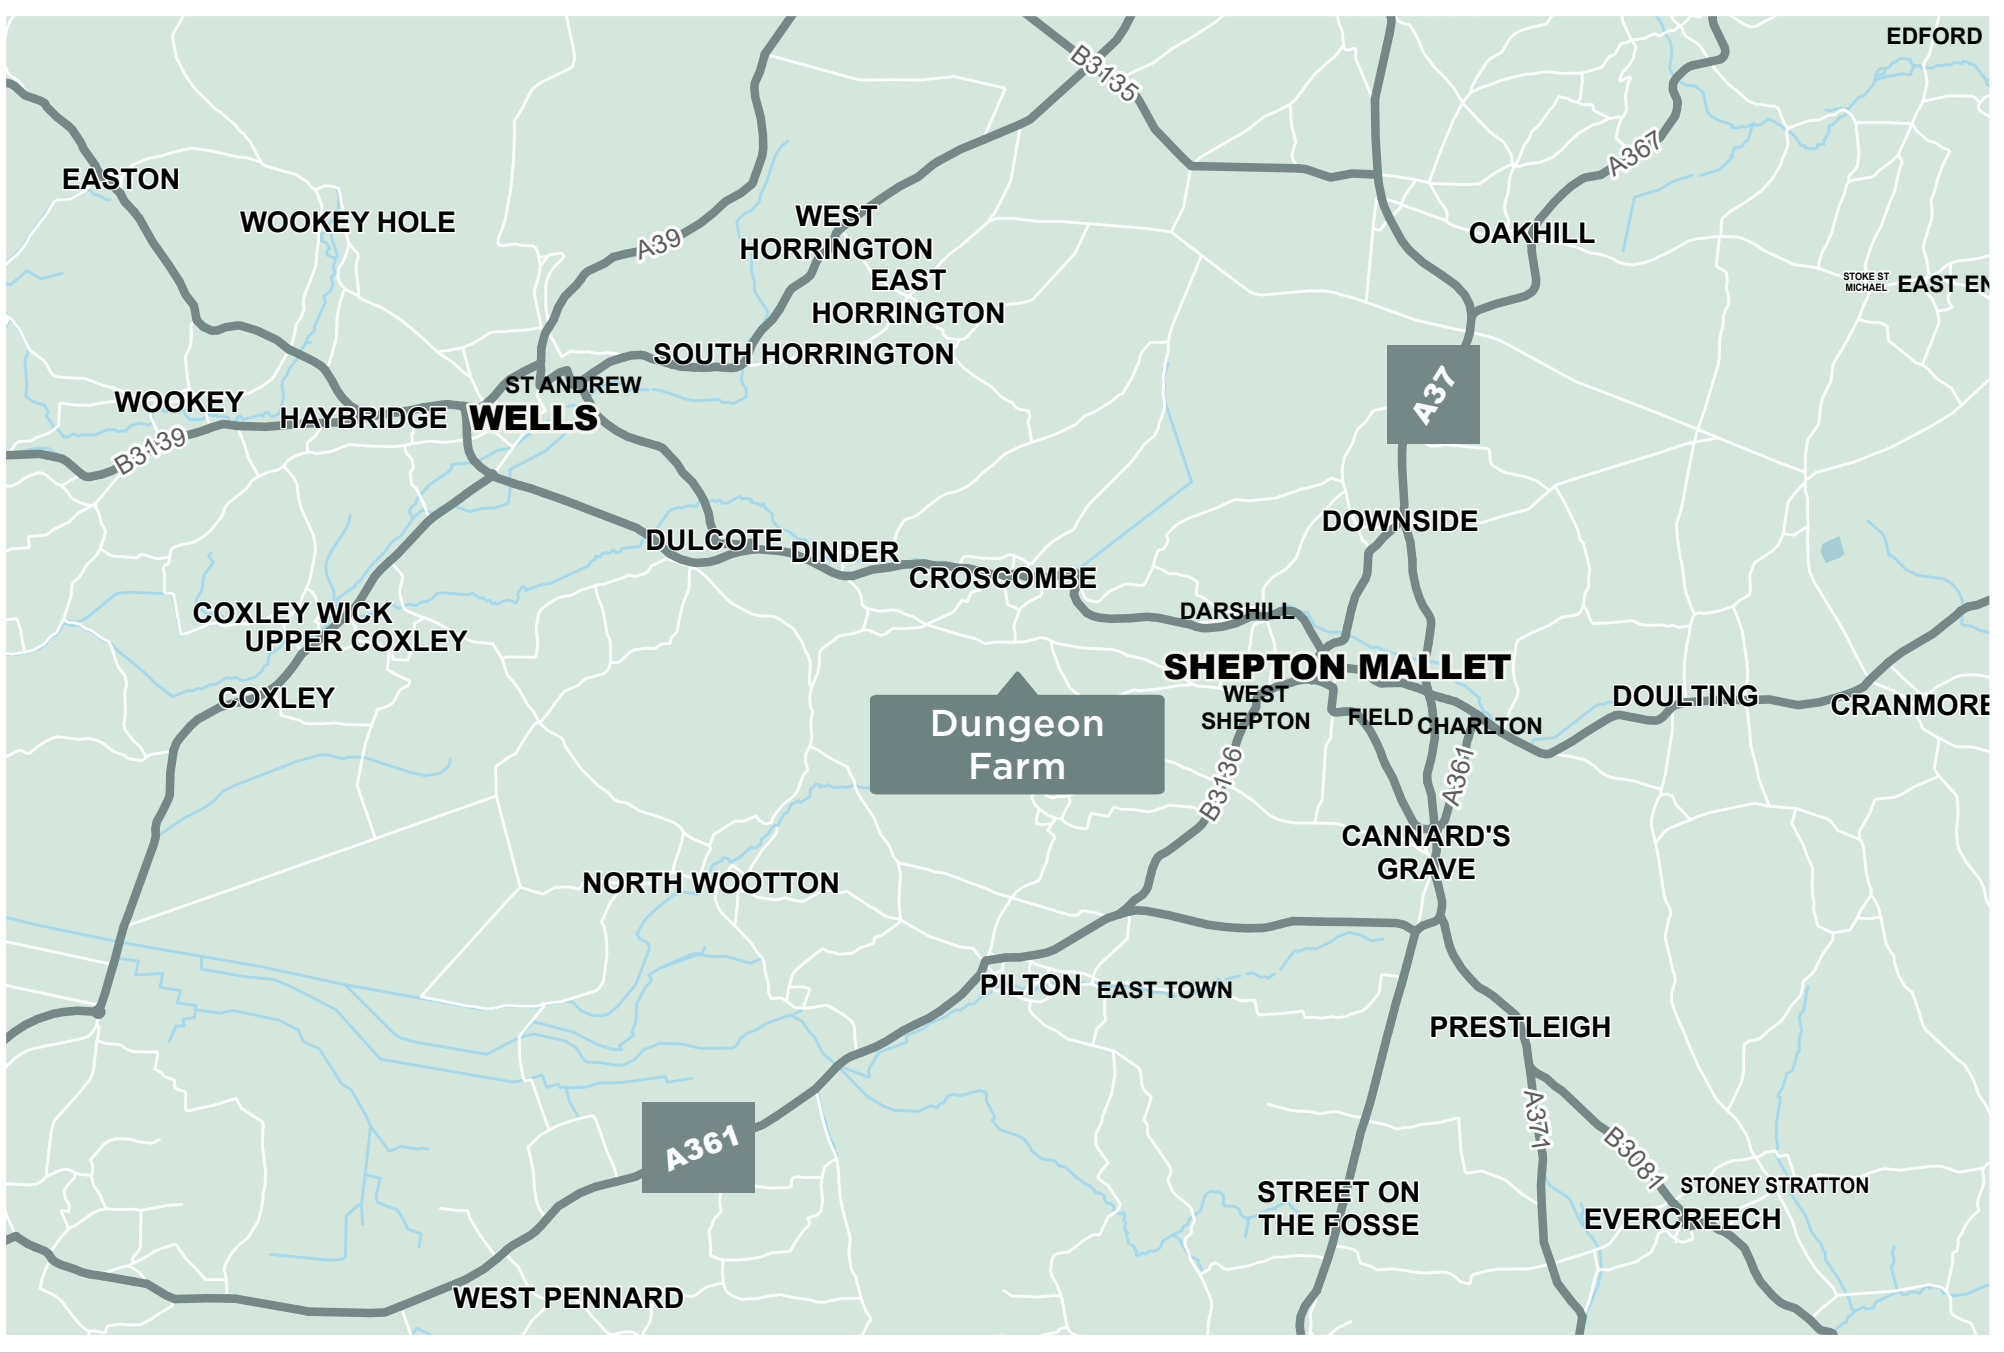 EDFORD
B3135
A367
EASTON
WOOKEY HOLE
A39
WEST
HORRINGTON
OAKHILL
EAST
HORRINGTON
STOKE ST
MICHAEL
EAST EN
SOUTH HORRINGTON
ST ANDREW
A37
WOOKEY
HAYBRIDGE
WELLS
B3139
DOWNSIDE
DULCOTE
DINDER
CROSCOMBE
COXLEY WICK
DARSHILL
UPPER COXLEY
SHEPTON MALLET
COXLEY
WEST
SHEPTON
FIELD
CHARLTON
DOULTING
CRANMORE
Dungeon
Farm
B3136
A361
CANNARD'S
GRAVE
NORTH WOOTTON
PILTON
EAST TOWN
PRESTLEIGH
A361
A371
B3081
STREET ON
THE FOSSE
STONEY STRATTON
EVERCREECH
WEST PENNARD